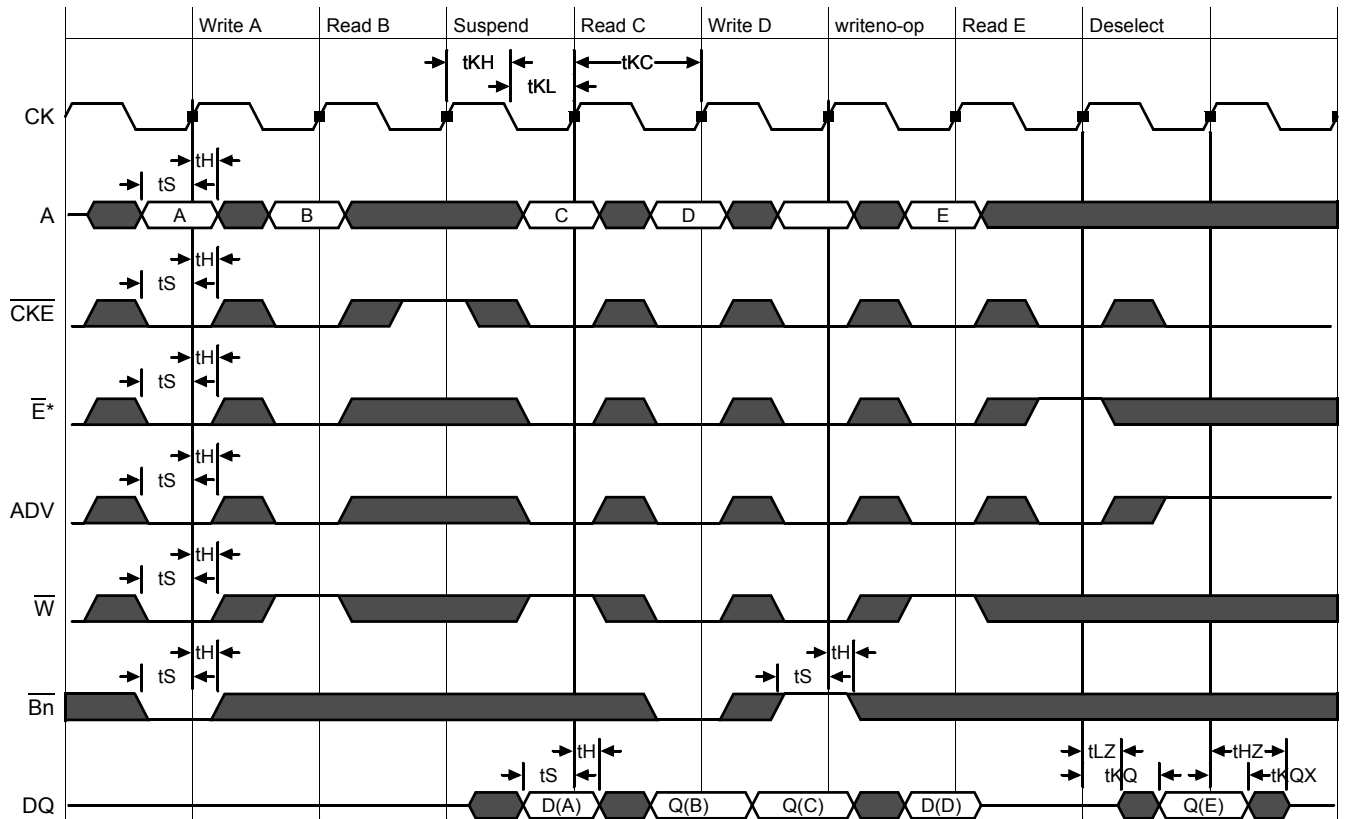 Write A Read B Suspend Read C Write D writeno-op Read E Deselect
tKH tKC
tKL
CK
tH
tS
A A B C D E
tH
tS
CKE
tH
tS
E*
tH
tS
ADV
tH
tS
W
tH tH
tS tS
Bn
tH tLZ tHZ
tS tKQ tKQX
DQ D(A) Q(B) Q(C) D(D) Q(E)